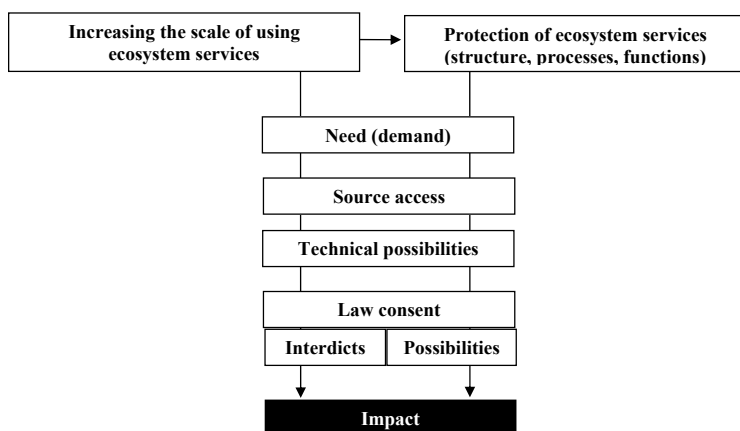 Increasing the scale of using
ecosystem services
Protection of ecosystem services
(structure, processes, functions)
Need (demand)
Source access
Technical possibilities
Law consent
Interdicts
Possibilities
Impact